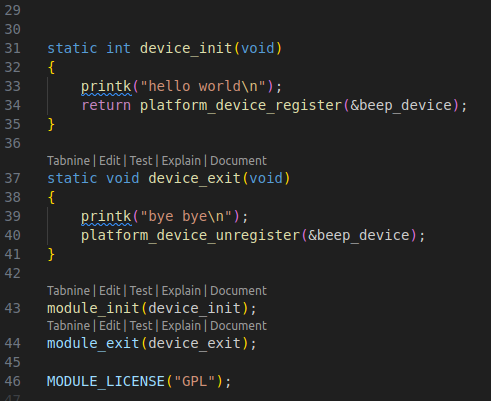 29
30
31 static int device_init(void)
32 {
33 printk("hello world\n");
34 return platform_device_register(&beep_device);
35 }
36
Tabnine | Edit | Test | Explain | Document
37 static void device_exit(void)
38 {
39 printk("bye bye\n");
40 platform_device_unregister(&beep_device);
41 }
42
Tabnine | Edit | Test | Explain | Document
43 module_init(device_init);
Tabnine | Edit | Test | Explain | Document
44 module_exit(device_exit);
45
46 MODULE_LICENSE("GPL");
47